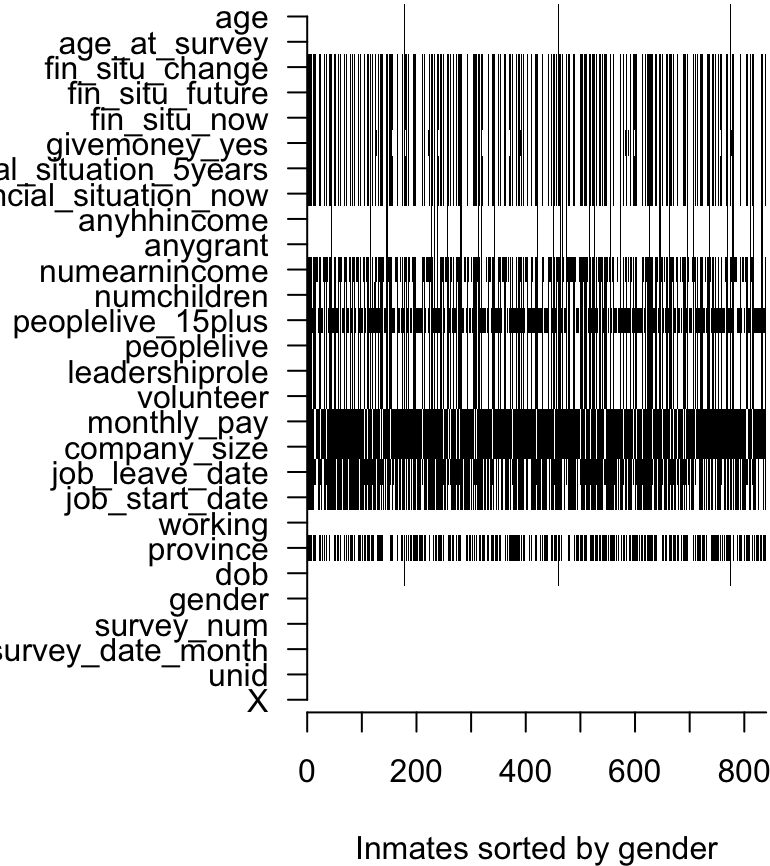 age
age_at_survey
fin_situ_change
fin_situ_future
fin_situ_now
givemoney_yes
al_situation_5years
ncial_situation_now
anyhhincome
anygrant
numearnincome
numchildren
peoplelive_15plus
peoplelive
leadershiprole
volunteer
monthly_pay
company_size
job_leave_date
job_start_date
working
province
dob
gender
survey_num
survey_date_month
unid
X
0 200 400 600 800
Inmates sorted by gender